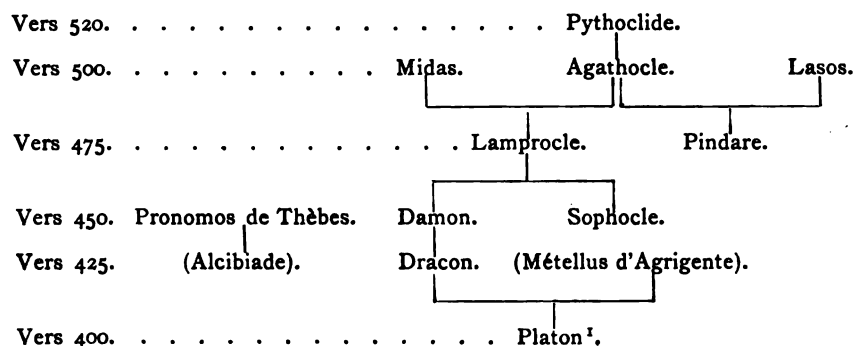 Vers 520. . . . . . . . . . . . . . . . Pythoclide.
Vers 500. . . . . . . . . . . Midas. Agathocle. Lasos.
Vers 475. . . . . . . . . . . . . . Lamprocle. Pindare.
Vers 450. Pronomos de Thèbes. Damon. Sophocle.
Vers 425. (Alcibiade). Dracon. (Métellus d'Agrigente).
Vers 400. . . . . . . . . . . . . . . Platon¹.